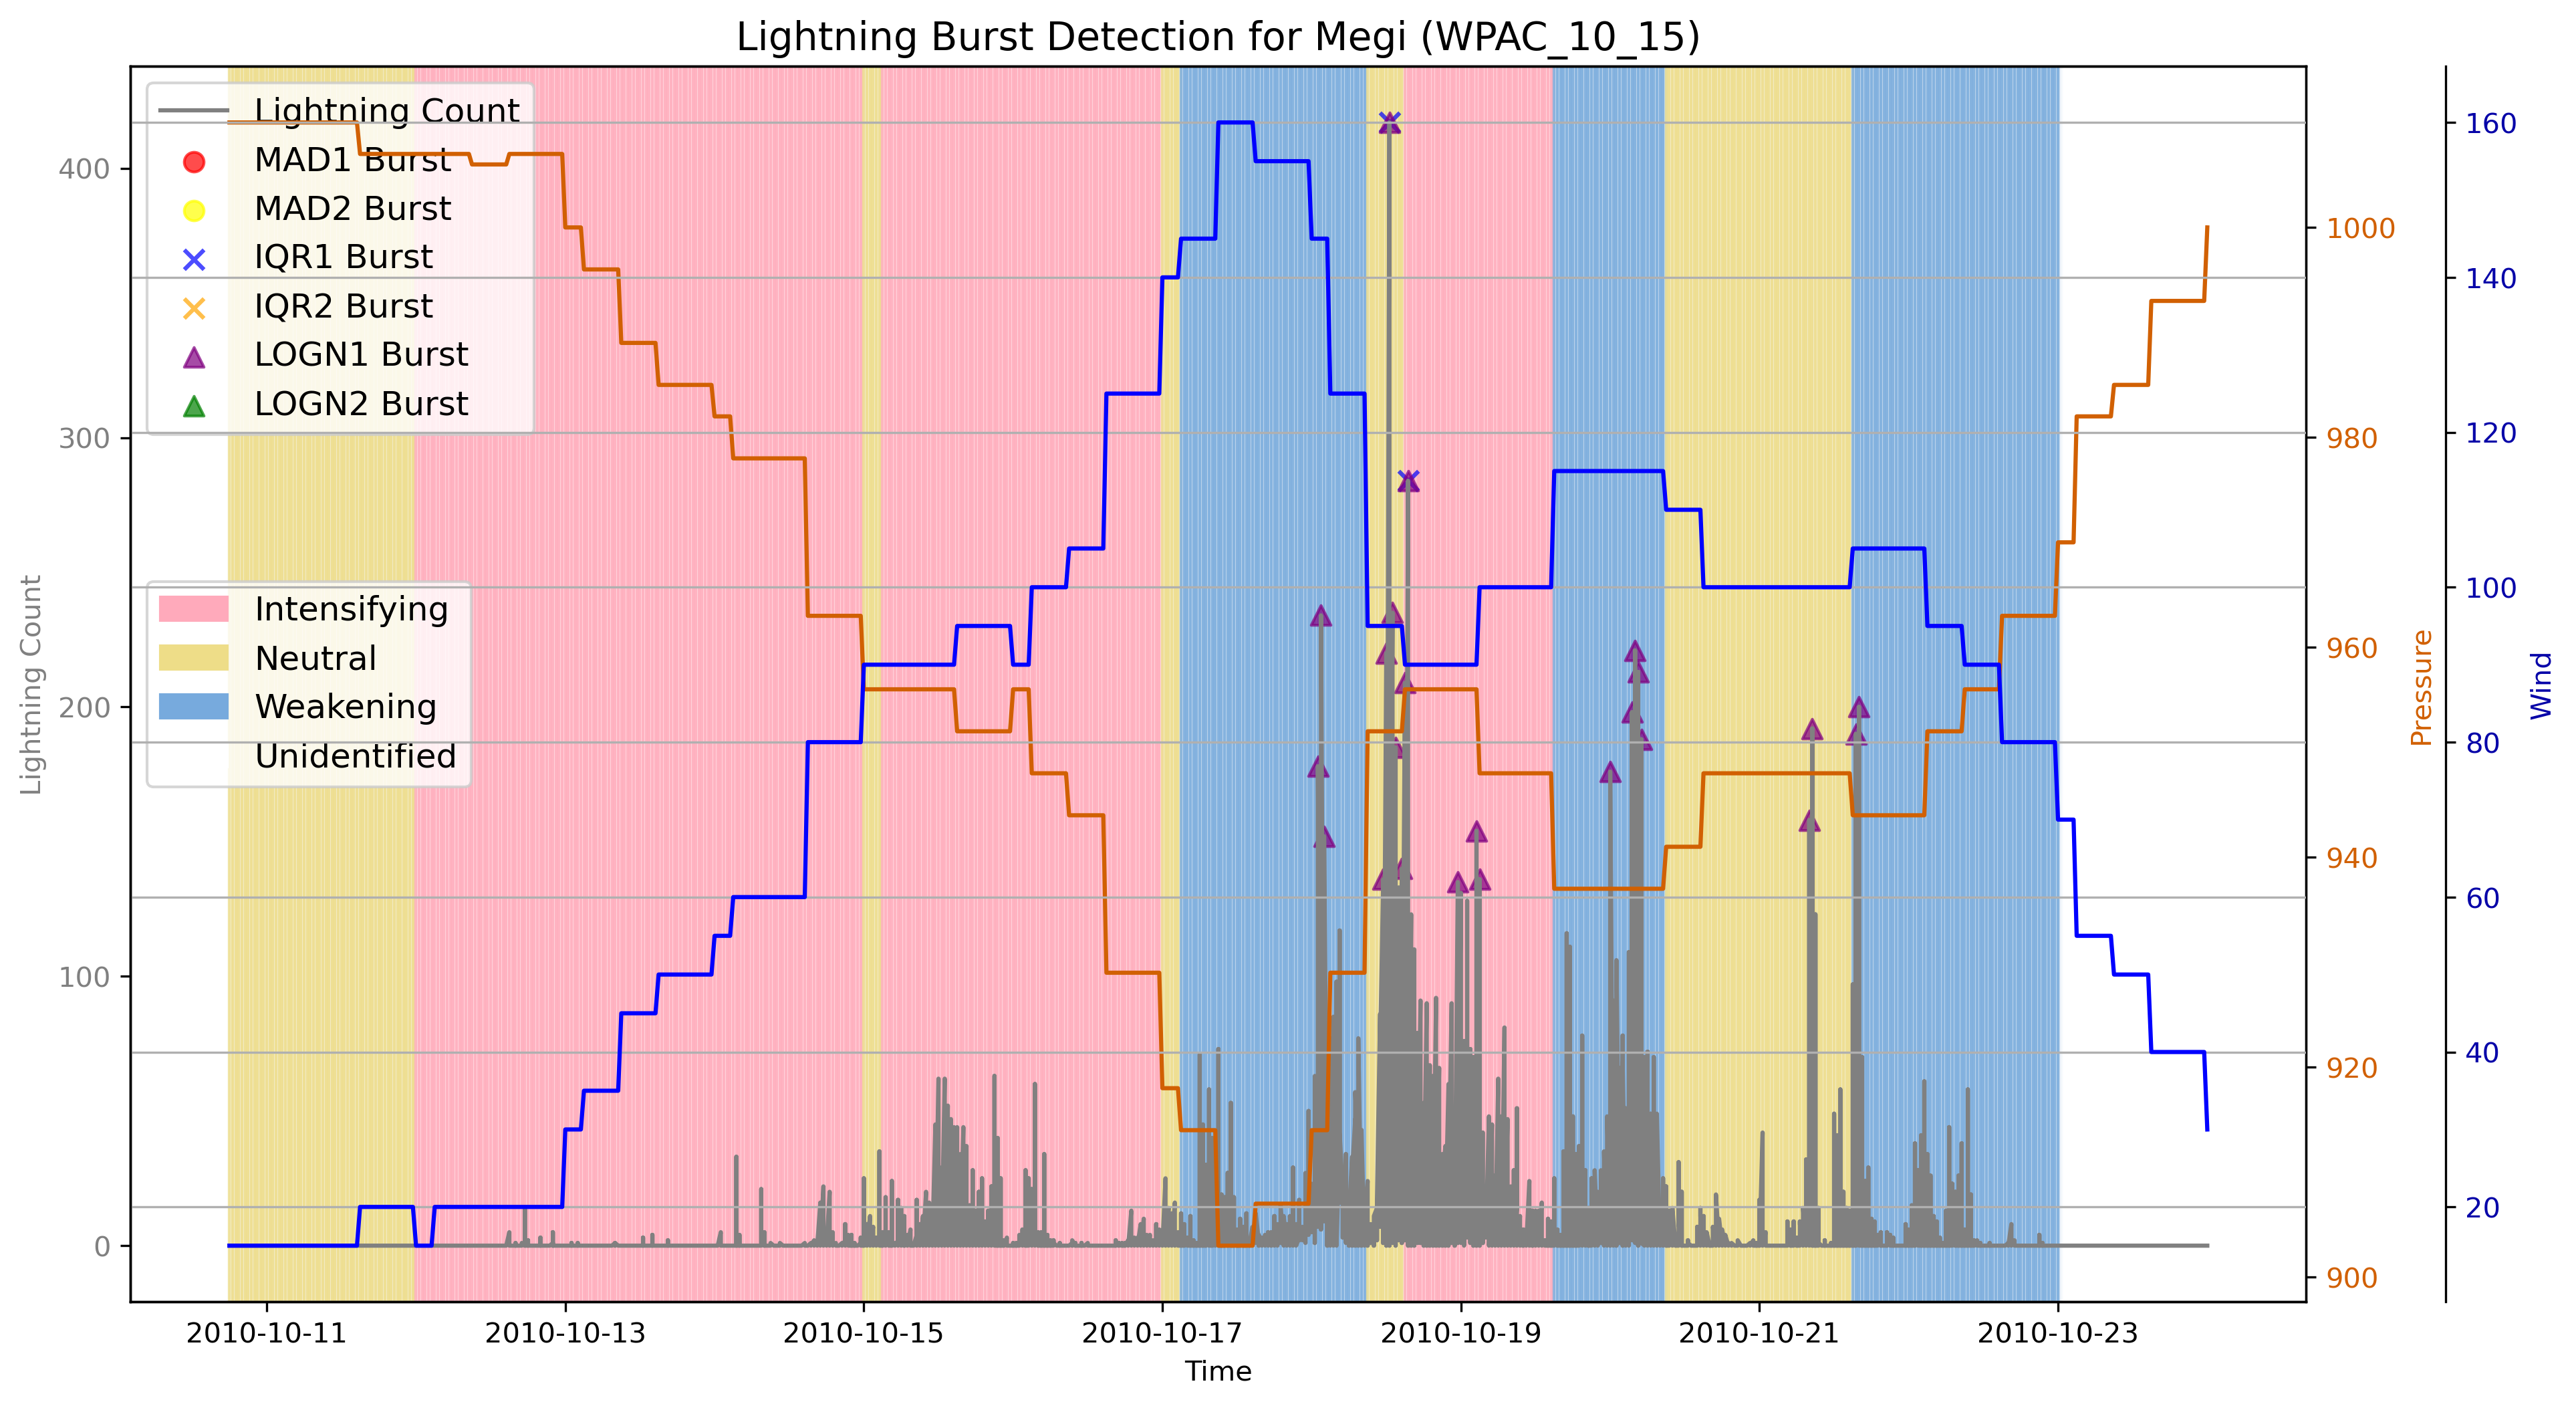 Lightning Burst Detection for Megi (WPAC_10_15)
Lightning Count
MAD1 Burst
MAD2 Burst
IQR1 Burst
IQR2 Burst
LOGN1 Burst
LOGN2 Burst
Intensifying
Neutral
Weakening
Unidentified
Lightning Count
400
300
200
100
0
1000
980
960
940
920
900
Pressure
160
140
120
100
80
60
40
20
Wind
2010-10-11
2010-10-13
2010-10-15
2010-10-17
2010-10-19
2010-10-21
2010-10-23
Time